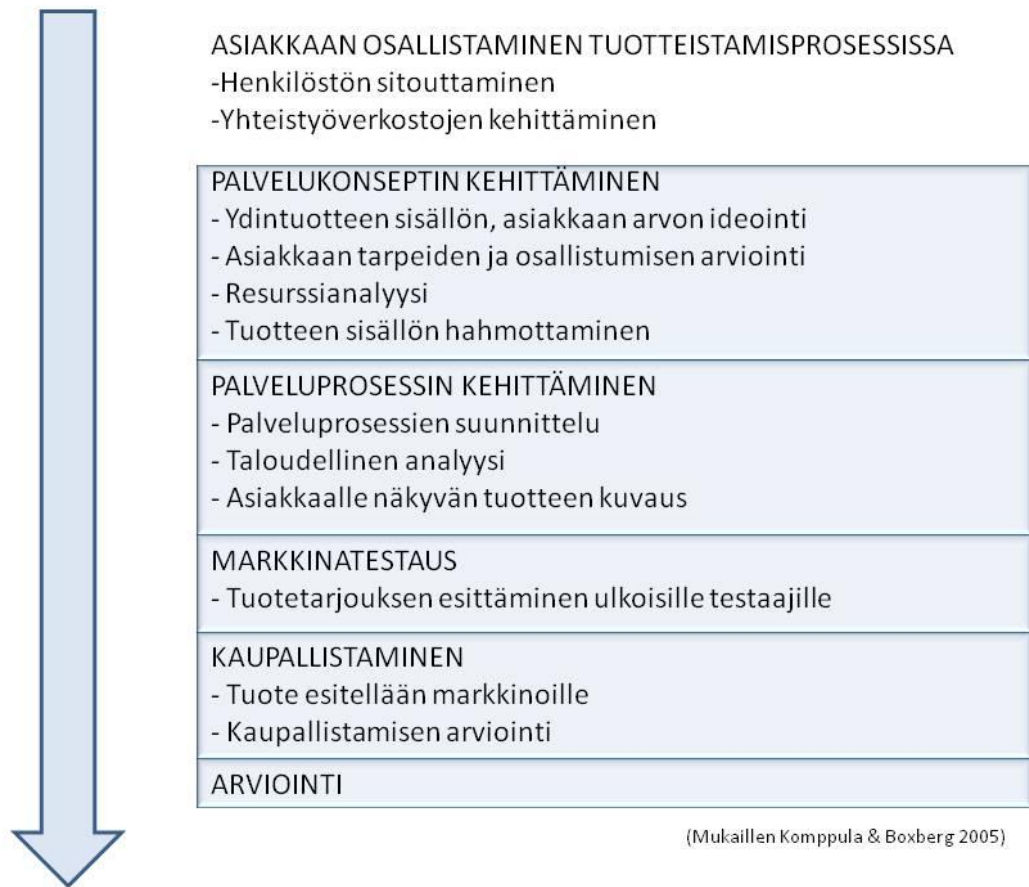 ASIAKKAAN OSALLISTAMINEN TUOTTEISTAMISPROSESSISSA
-Henkilöstön sitouttaminen
-Yhteistyöverkostojen kehittäminen
PALVELUKONSEPTIN KEHITTÄMINEN
- Ydintuotteen sisällön, asiakkaan arvon ideointi
- Asiakkaan tarpeiden ja osallistumisen arviointi
- Resurssianalyysi
- Tuotteen sisällön hahmottaminen
PALVELUPROSESSIN KEHITTÄMINEN
- Palveluprosessien suunnittelu
- Taloudellinen analyysi
- Asiakkaalle näkyvän tuotteen kuvaus
MARKKINATESTAUS
- Tuotetarjouksen esittäminen ulkoisille testaajille
KAUPALLISTAMINEN
- Tuote esitellään markkinoille
- Kaupallistamisen arviointi
ARVIOINTI
(Mukaillen Komppula & Boxberg 2005)